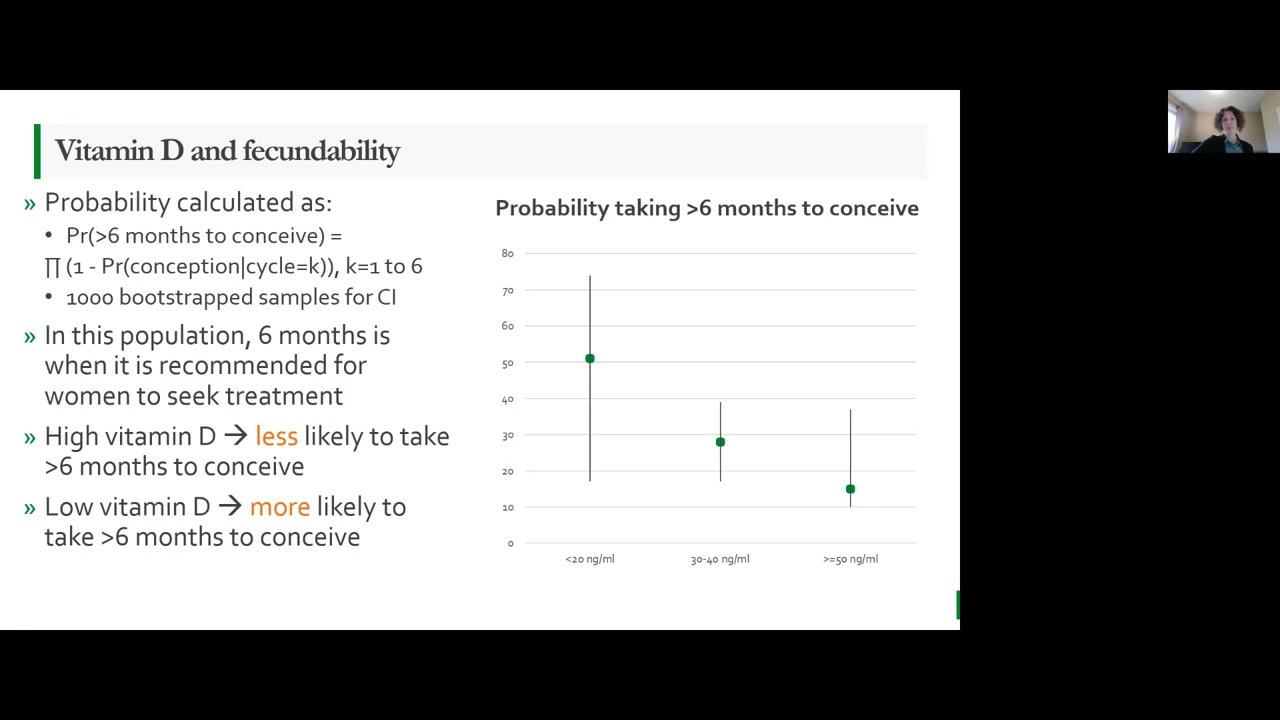 Vitamin D and fecundability
» Probability calculated as:
• Pr(>6 months to conceive) =
∏ (1 - Pr(conception|cycle=k)), k=1 to 6
• 1000 bootstrapped samples for CI
» In this population, 6 months is
when it is recommended for
women to seek treatment
» High vitamin D → less likely to take
>6 months to conceive
» Low vitamin D → more likely to
take >6 months to conceive
Probability taking >6 months to conceive
80
70
60
50
40
30
20
10
0
<20 ng/ml
30-40 ng/ml
>=50 ng/ml